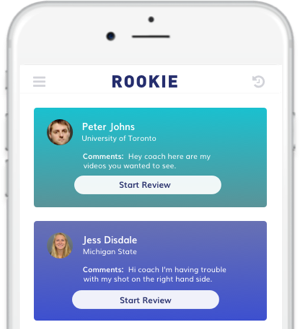 ROOKIE
Peter Johns
University of Toronto
Comments: Hey coach here are my
videos you wanted to see.
Start Review
Jess Disdale
Michigan State
Comments: Hi coach I'm having trouble
with my shot on the right hand side.
Start Review